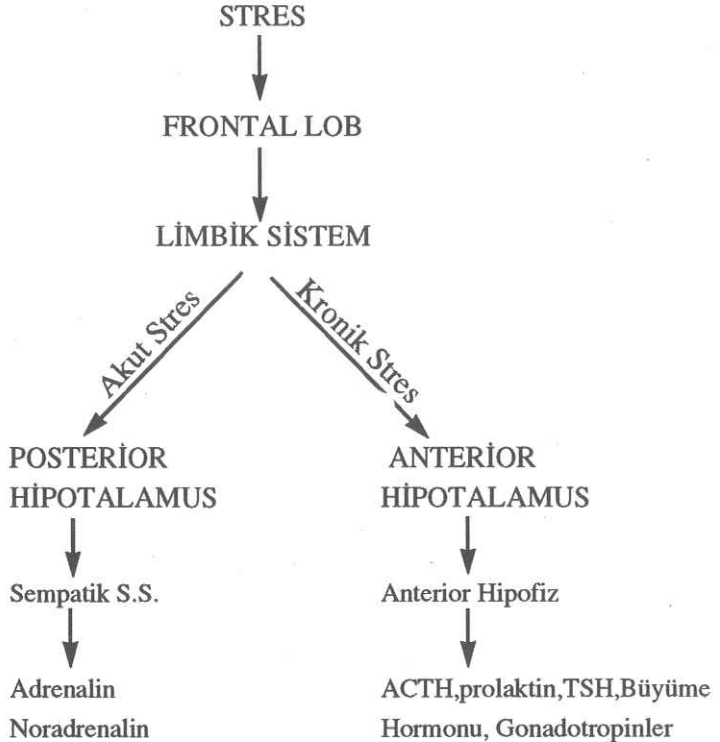 STRES
FRONTAL LOB
LİMBİK SİSTEM
Akut Stres
Kronik Stres
POSTERİOR
HİPOTALAMUS
Sempatik S.S.
Adrenalin
Noradrenalin
ANTERİOR
HİPOTALAMUS
Anterior Hipofiz
ACTH,prolaktin,TSH,Büyüme
Hormonu, Gonadotropinler